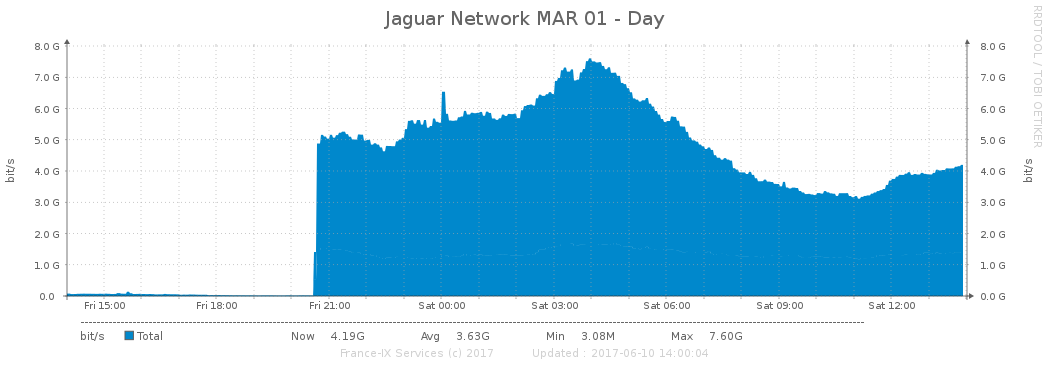 Jaguar Network MAR 01 - Day
RRDTOOL / TOBI OETIKER
8.0 G 8.0 G
7.0 G 7.0 G
6.0 G 6.0 G
5.0 G 5.0 G
4.0 G 4.0 G
3.0 G 3.0 G
2.0 G 2.0 G
1.0 G 1.0 G
0.0 0.0 G
bit/s bit/s
Fri 15:00 Fri 18:00 Fri 21:00 Sat 00:00 Sat 03:00 Sat 06:00 Sat 09:00 Sat 12:00
bit/s Total Now 4.19G Avg 3.63G Min 3.08M Max 7.60G
France-IX Services (c) 2017 Updated : 2017-06-10 14:00:04